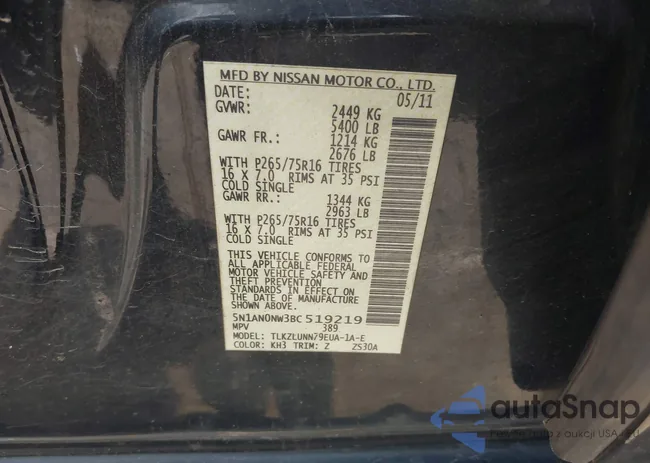 MFD BY NISSAN MOTOR CO., LTD.
DATE: 05/11
GVWR: 2449 KG
5400 LB
GAWR FR.: 1214 KG
2676 LB
WITH P265/75R16 TIRES
16 X 7.0 RIMS AT 35 PSI
COLD SINGLE
GAWR RR.: 1344 KG
2963 LB
WITH P265/75R16 TIRES
16 X 7.0 RIMS AT 35 PSI
COLD SINGLE
THIS VEHICLE CONFORMS TO
ALL APPLICABLE FEDERAL
MOTOR VEHICLE SAFETY AND
THEFT PREVENTION
STANDARDS IN EFFECT ON
THE DATE OF MANUFACTURE
SHOWN ABOVE.
5N1AN0NW3BC519219
MPV 389
MODEL: TLKZLUNN79EUA-1A-E
COLOR: KH3 TRIM: Z ZS30A
autoSnap
auta z aukcji USA